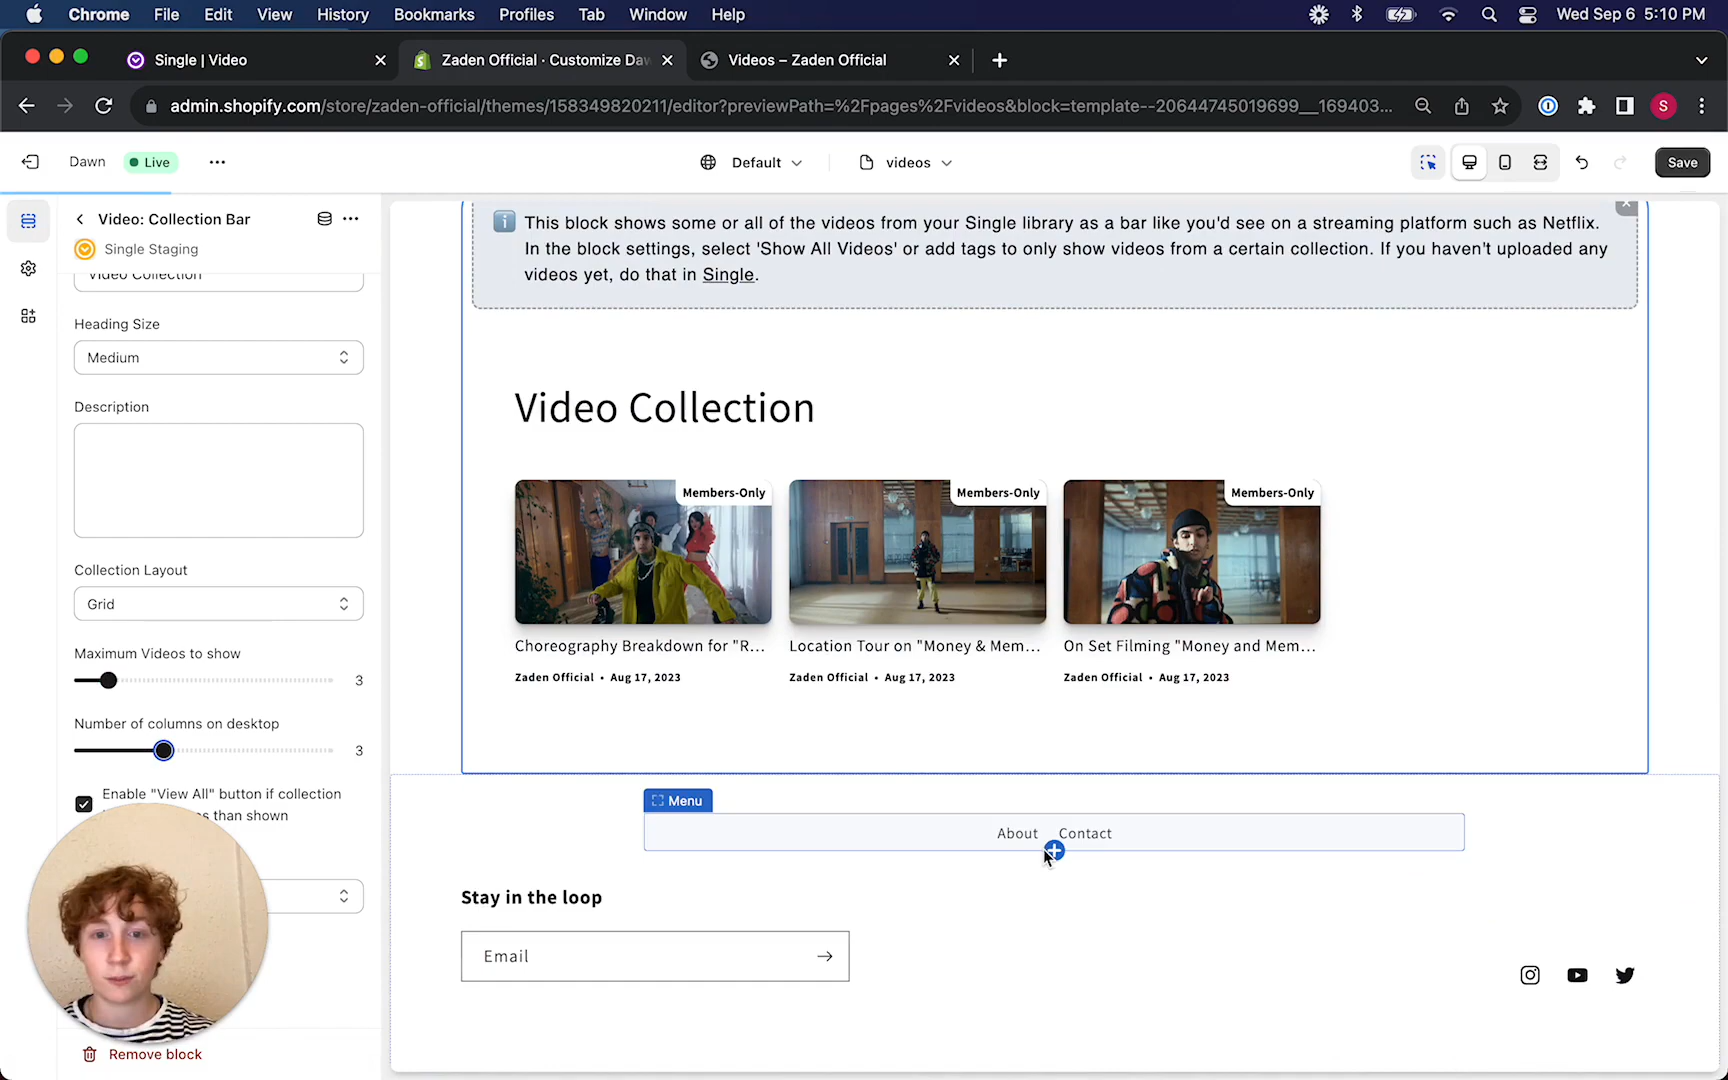 Chrome File Edit View History Bookmarks Profiles Tab Window Help Wed Sep 6 5:10 PM
Single | Video Zaden Official · Customize Daw Videos – Zaden Official
admin.shopify.com/store/zaden-official/themes/158349820211/editor?previewPath=%2Fpages%2Fvideos&block=template--20644745019699__169403... S
Dawn Live Default videos Save
Video: Collection Bar
Single Staging
Video Collection
Heading Size
Medium
Description
Collection Layout
Grid
Maximum Videos to show
3
Number of columns on desktop
3
Enable "View All" button if collection
than shown
Remove block
This block shows some or all of the videos from your Single library as a bar like you'd see on a streaming platform such as Netflix.
In the block settings, select 'Show All Videos' or add tags to only show videos from a certain collection. If you haven't uploaded any
videos yet, do that in Single.
Video Collection
Members-Only Members-Only Members-Only
Choreography Breakdown for "R... Location Tour on "Money & Mem... On Set Filming "Money and Mem...
Zaden Official • Aug 17, 2023 Zaden Official • Aug 17, 2023 Zaden Official • Aug 17, 2023
Menu
About Contact
Stay in the loop
Email